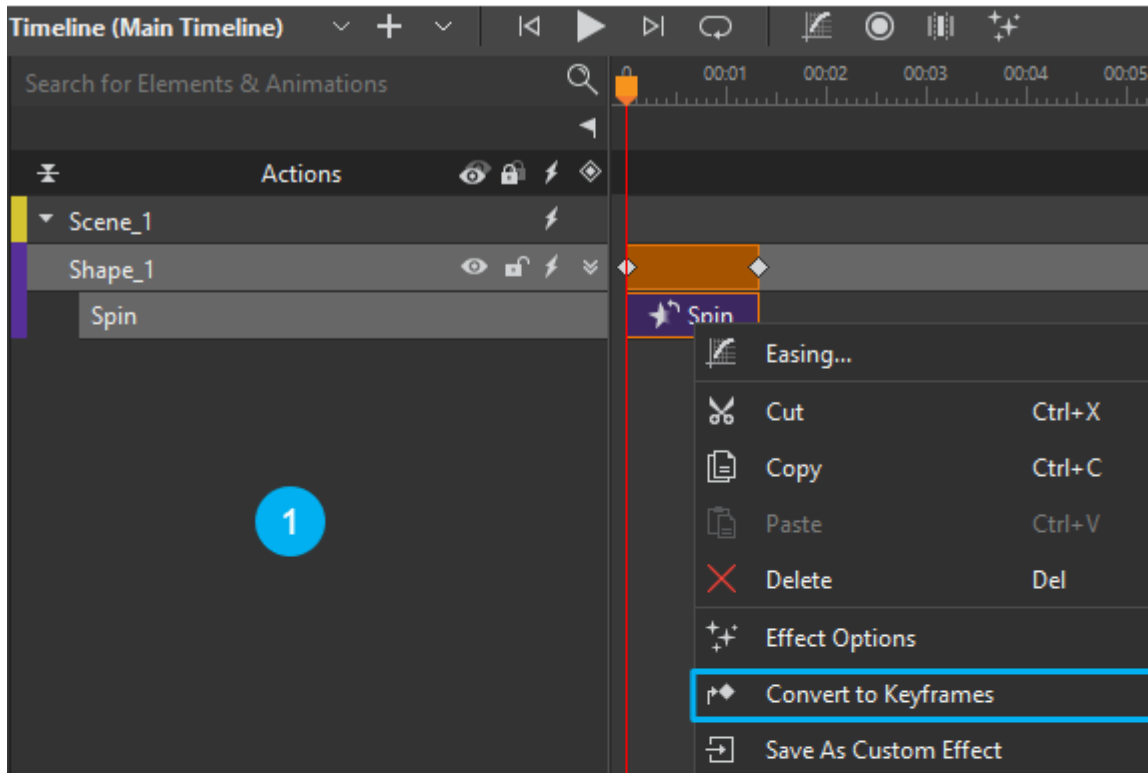 Timeline (Main Timeline)
Search for Elements & Animations
0 00:01 00:02 00:03 00:04 00:05
Actions
Scene_1
Shape_1
Spin
Spin
Easing...
Cut Ctrl+X
Copy Ctrl+C
Paste Ctrl+V
Delete Del
Effect Options
Convert to Keyframes
Save As Custom Effect
1